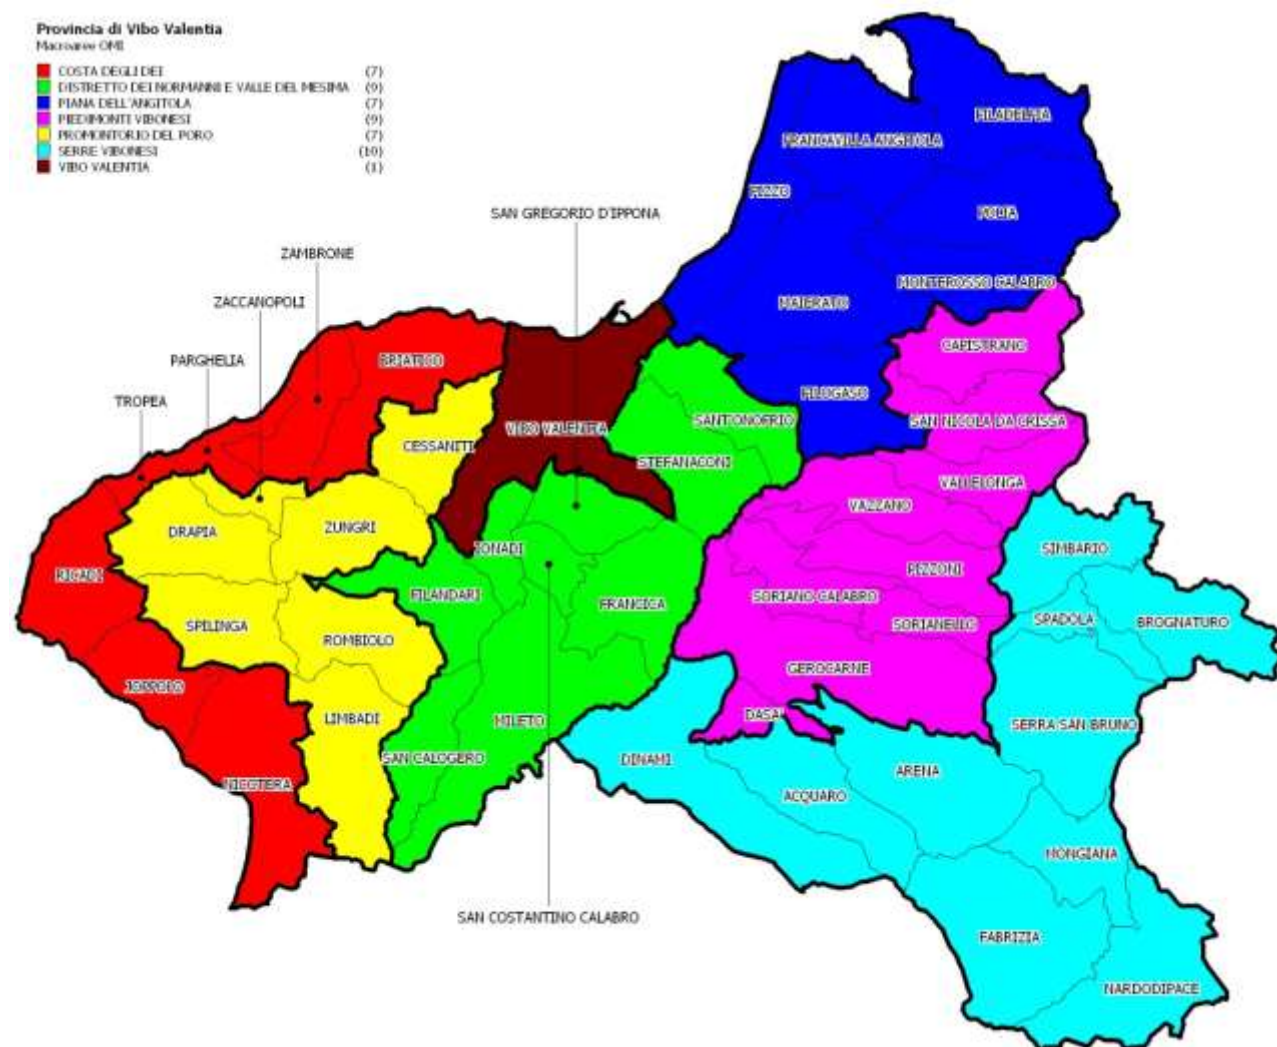 Provincia di Vibo Valentia
Macroaree OMI
COSTA DEGLI DEI (7)
DISTRETTO DEI NORMANNI E VALLE DEL MESIMA (9)
PIANA DELL'ANGITOLA (7)
PIEDIMONTI VIBONESI (9)
PROMONTORIO DEL PORO (7)
SERRE VIBONESI (10)
VIBO VALENTIA (1)
FILADELFIA
FRANCAVILLA ANGITOLA
PIZZO
SAN GREGORIO D'IPPONA
POLIA
ZAMBRONE
MONTEROSSO CALABRO
ZACCANOPOLI
MAIERATO
CAPISTRANO
PARGHELIA
BRIATICO
FILOGASO
TROPEA
SANT'ONOFRIO
SAN NICOLA DA CRISSA
VIBO VALENTIA
CESSANITI
STEFANACONI
VALLELONGA
VAZZANO
DRAPIA
ZUNGRI
IONADI
SIMBARIO
PIZZONI
RICADI
FILANDARI
SORIANO CALABRO
FRANCICA
SPILINGA
ROMBIOLO
SORIANELLO
SPADOLA
BROGNATURO
GEROCARNE
JOPPOLO
LIMBADI
MILETO
DASA'
SERRA SAN BRUNO
SAN CALOGERO
DINAMI
ARENA
NICOTERA
ACQUARO
MONGIANA
SAN COSTANTINO CALABRO
FABRIZIA
NARDODIPACE